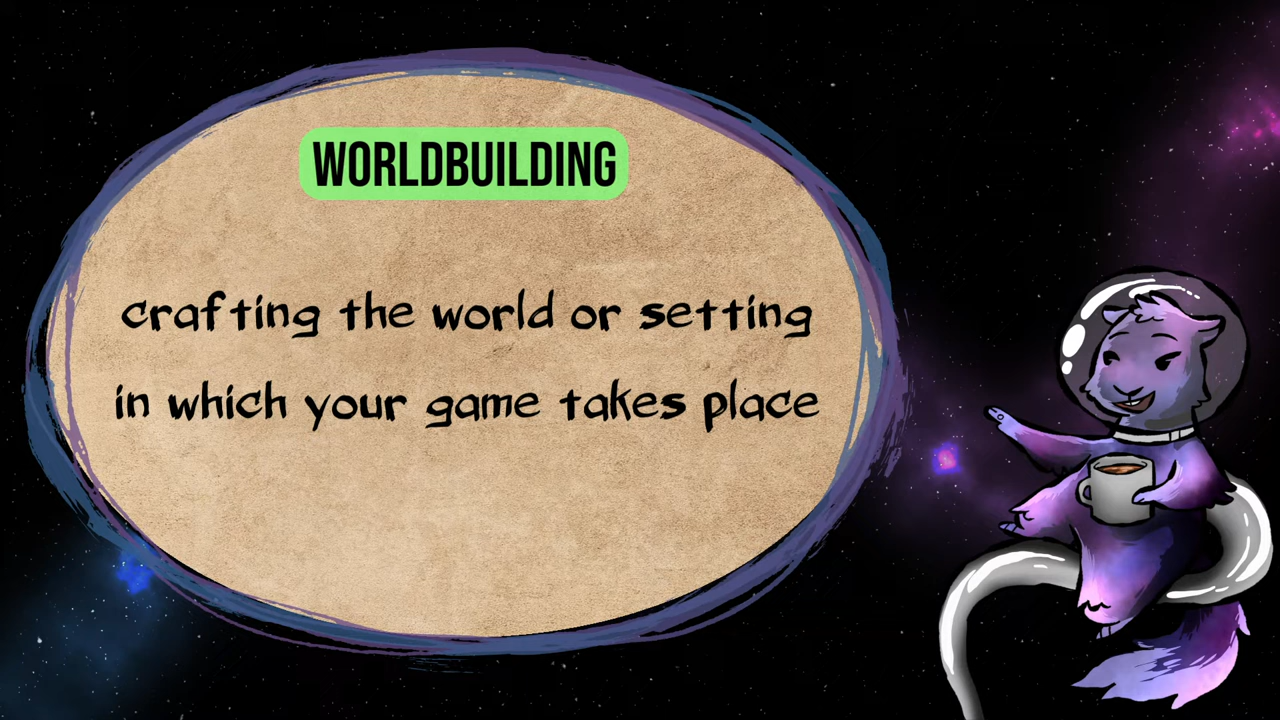 WORLDBUILDING
crafting the world or setting
in which your game takes place